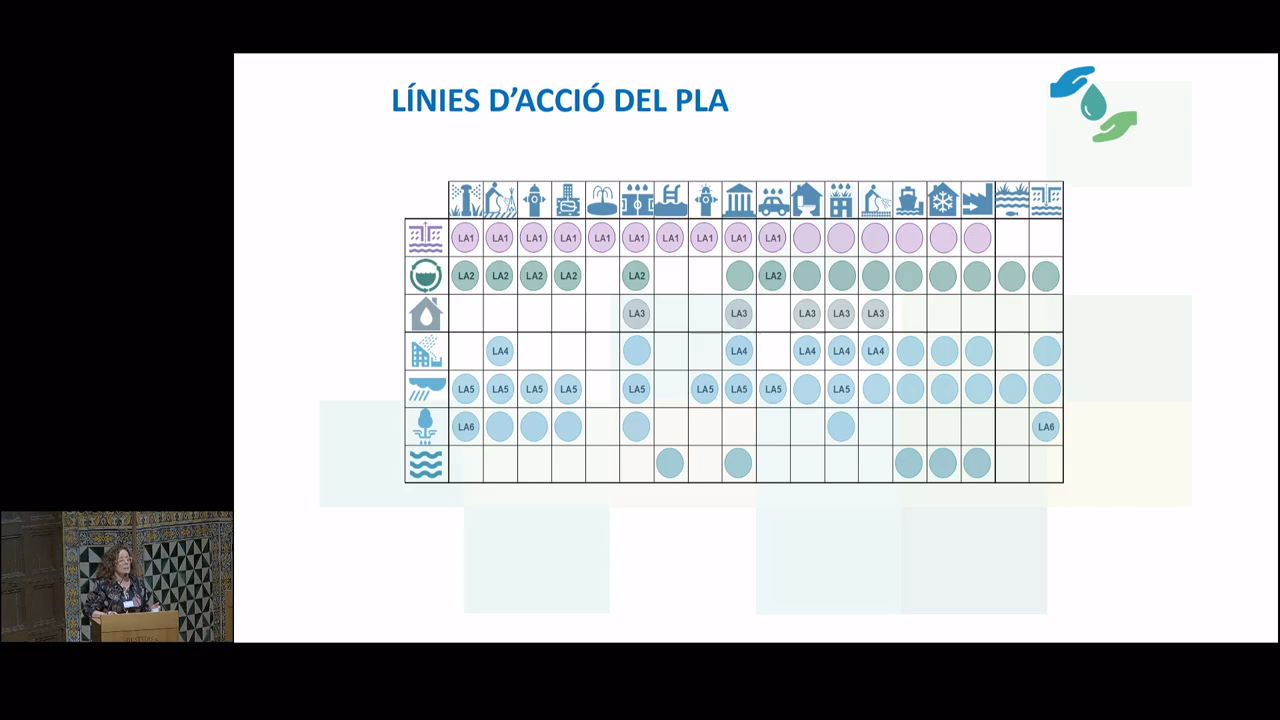 LÍNIES D'ACCIÓ DEL PLA
LA1 LA1 LA1 LA1 LA1 LA1 LA1 LA1 LA1 LA1
LA2 LA2 LA2 LA2 LA2 LA2
LA3 LA3 LA3 LA3 LA3
LA4 LA4 LA4 LA4 LA4
LA5 LA5 LA5 LA5 LA5 LA5 LA5 LA5 LA5
LA6 LA6